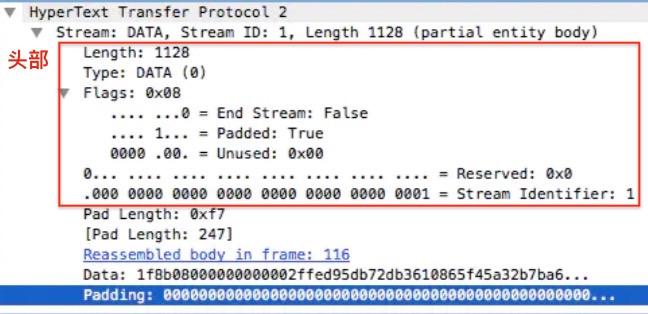 HyperText Transfer Protocol 2
Stream: DATA, Stream ID: 1, Length 1128 (partial entity body)
头部
Length: 1128
Type: DATA (0)
Flags: 0x08
.... ...0 = End Stream: False
.... 1... = Padded: True
0000 .00. = Unused: 0x00
0... .... .... .... .... .... .... .... = Reserved: 0x0
.000 0000 0000 0000 0000 0000 0000 0001 = Stream Identifier: 1
Pad Length: 0xf7
[Pad Length: 247]
Reassembled body in frame: 116
Data: 1f8b08000000000002ffed95db72db3610865f45a32b7ba6...
Padding: 000000000000000000000000000000000000000000000000...